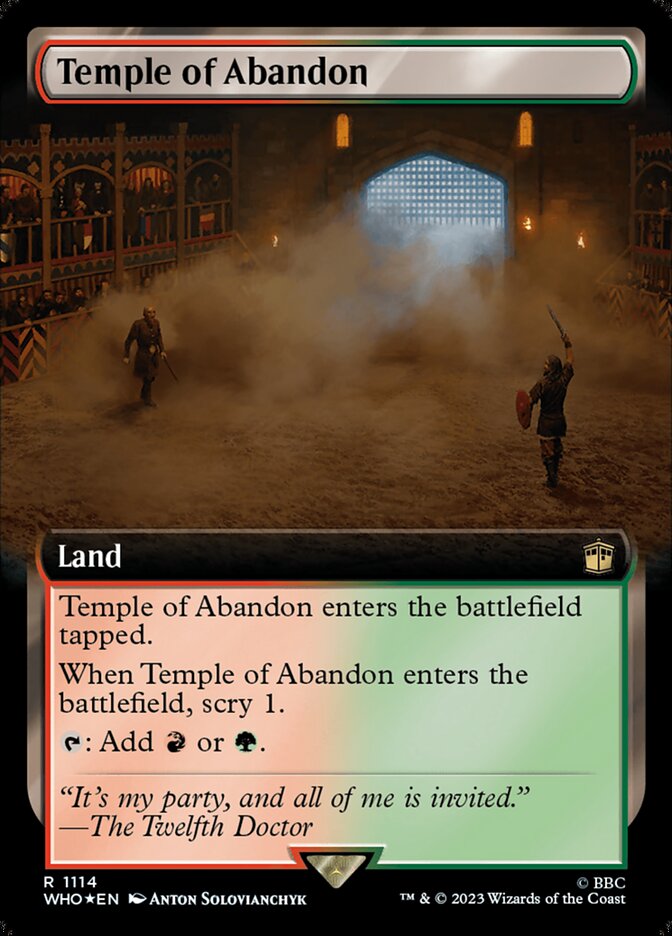 Temple of Abandon
Land
Temple of Abandon enters the battlefield
tapped.
When Temple of Abandon enters the
battlefield, scry 1.
: Add or .
“It’s my party, and all of me is invited.”
—The Twelfth Doctor
R 1114
WHO★EN Anton Solovianchyk
© BBC
™ & © 2023 Wizards of the Coast